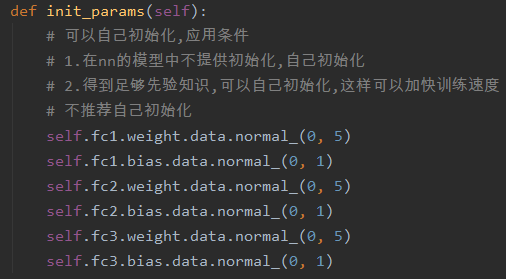 def init_params(self):
# 可以自己初始化,应用条件
# 1.在nn的模型中不提供初始化,自己初始化
# 2.得到足够先验知识,可以自己初始化,这样可以加快训练速度
# 不推荐自己初始化
self.fc1.weight.data.normal_(0, 5)
self.fc1.bias.data.normal_(0, 1)
self.fc2.weight.data.normal_(0, 5)
self.fc2.bias.data.normal_(0, 1)
self.fc3.weight.data.normal_(0, 5)
self.fc3.bias.data.normal_(0, 1)